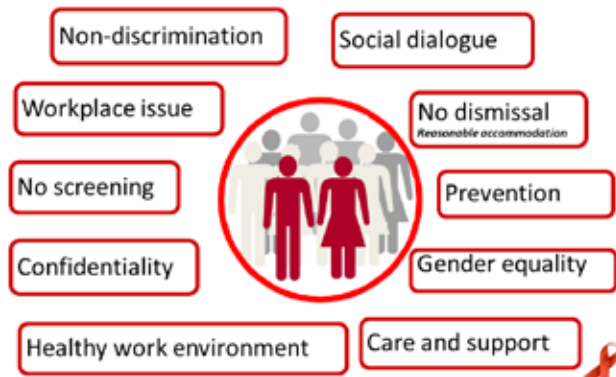 Non-discrimination
Social dialogue
Workplace issue
No dismissal
Reasonable accommodation
No screening
Prevention
Confidentiality
Gender equality
Healthy work environment
Care and support